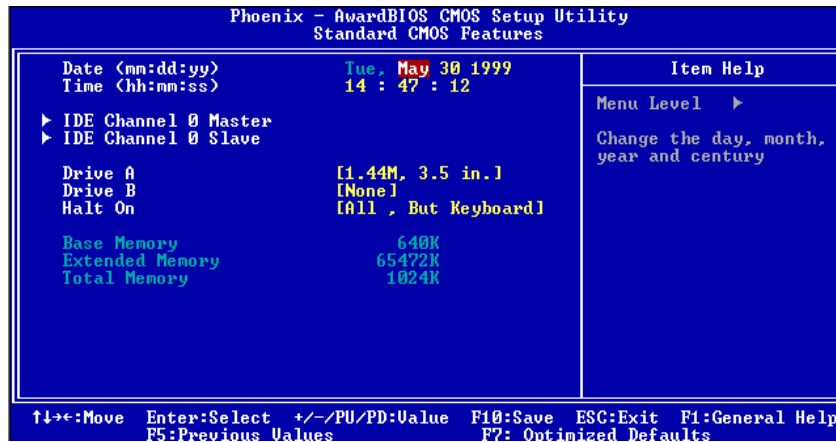 Phoenix - AwardBIOS CMOS Setup Utility
Standard CMOS Features
Date (mm:dd:yy) Tue, May 30 1999
Time (hh:mm:ss) 14 : 47 : 12
IDE Channel 0 Master
IDE Channel 0 Slave
Drive A [1.44M, 3.5 in.]
Drive B [None]
Halt On [All , But Keyboard]
Base Memory 640K
Extended Memory 65472K
Total Memory 1024K
Item Help
Menu Level
Change the day, month,
year and century
↑↓→←:Move Enter:Select +/-/PU/PD:Value F10:Save ESC:Exit F1:General Help
F5:Previous Values F7: Optimized Defaults